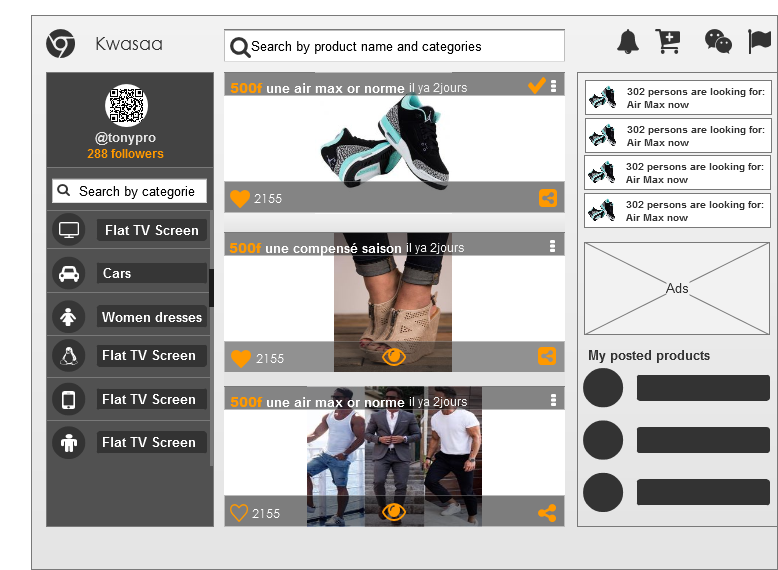 Kwasaa
Search by product name and categories
@tonypro
288 followers
Search by categorie
Flat TV Screen
Cars
Women dresses
Flat TV Screen
Flat TV Screen
Flat TV Screen
500f une air max or norme il ya 2jours
2155
500f une compensé saison il ya 2jours
2155
500f une air max or norme il ya 2jours
2155
302 persons are looking for:
Air Max now
302 persons are looking for:
Air Max now
302 persons are looking for:
Air Max now
302 persons are looking for:
Air Max now
Ads
My posted products